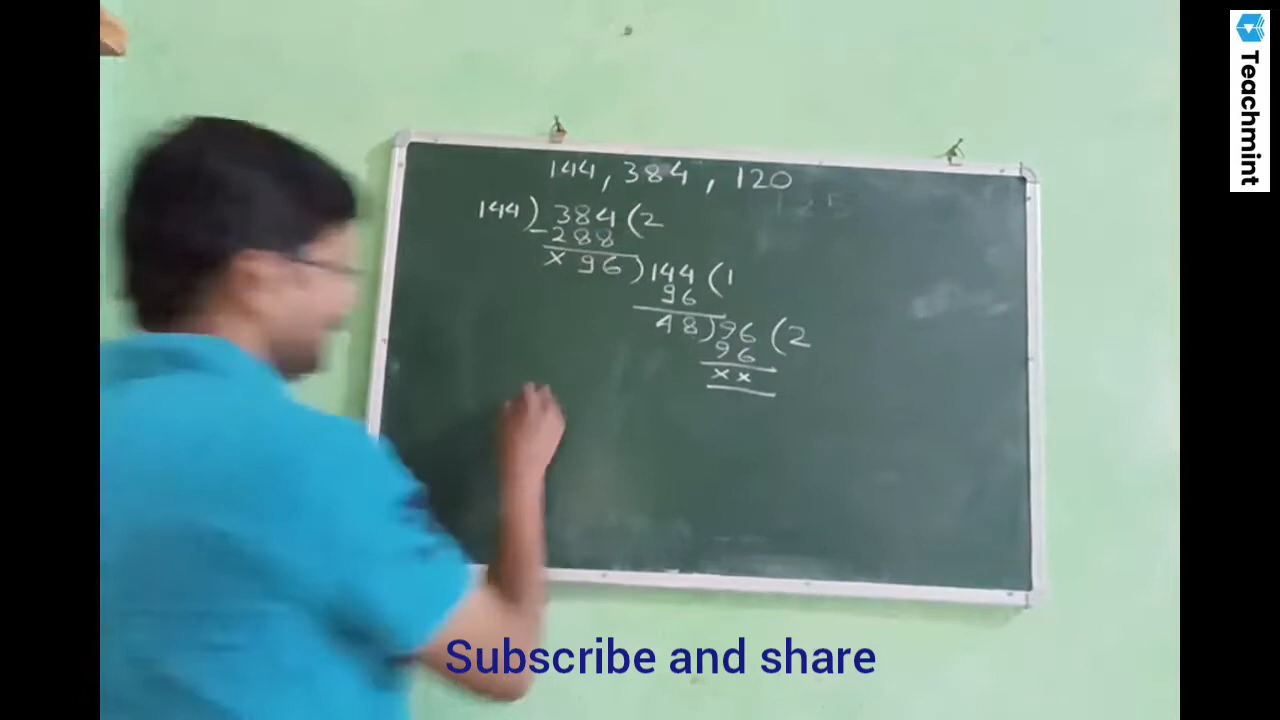 144, 384, 120
144) 384 (2
-288
x 96) 144 (1
96
48) 96 (2
96
x x
Subscribe and share
Teachmint